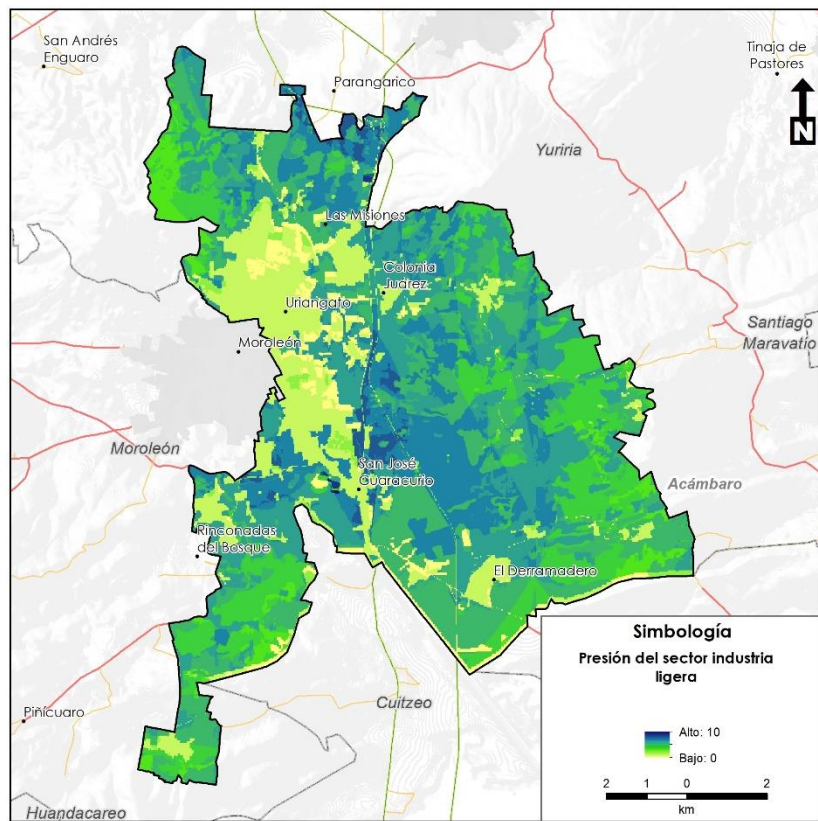 San Andrés
Enguaro
Tinaja de
Pastores
Parangarico
N
Yuriria
Las Misiones
Colonia
Juárez
Uriangato
Moroleón
Santiago
Maravatío
Moroleón
San José
Cuaracurio
Acámbaro
Rinconadas
del Bosque
El Derramadero
Simbología
Presión del sector industria
ligera
Piñícuaro
Cuitzeo
Alto: 10
Bajo: 0
2 1 0 2
km
Huandacareo